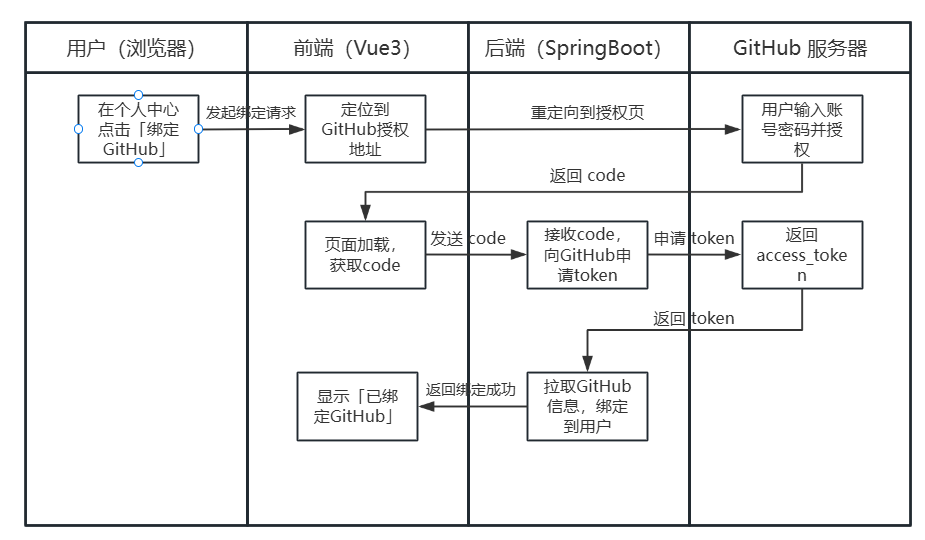 用户（浏览器）
前端（Vue3）
后端（SpringBoot）
GitHub 服务器
在个人中心
点击「绑定
GitHub」
发起绑定请求
定位到
GitHub授权
地址
重定向到授权页
用户输入账
号密码并授
权
返回 code
页面加载，
获取code
发送 code
接收code，
向GitHub申
请token
申请 token
返回
access_toke
n
返回 token
显示「已绑
定GitHub」
返回绑定成功
拉取GitHub
信息，绑定
到用户